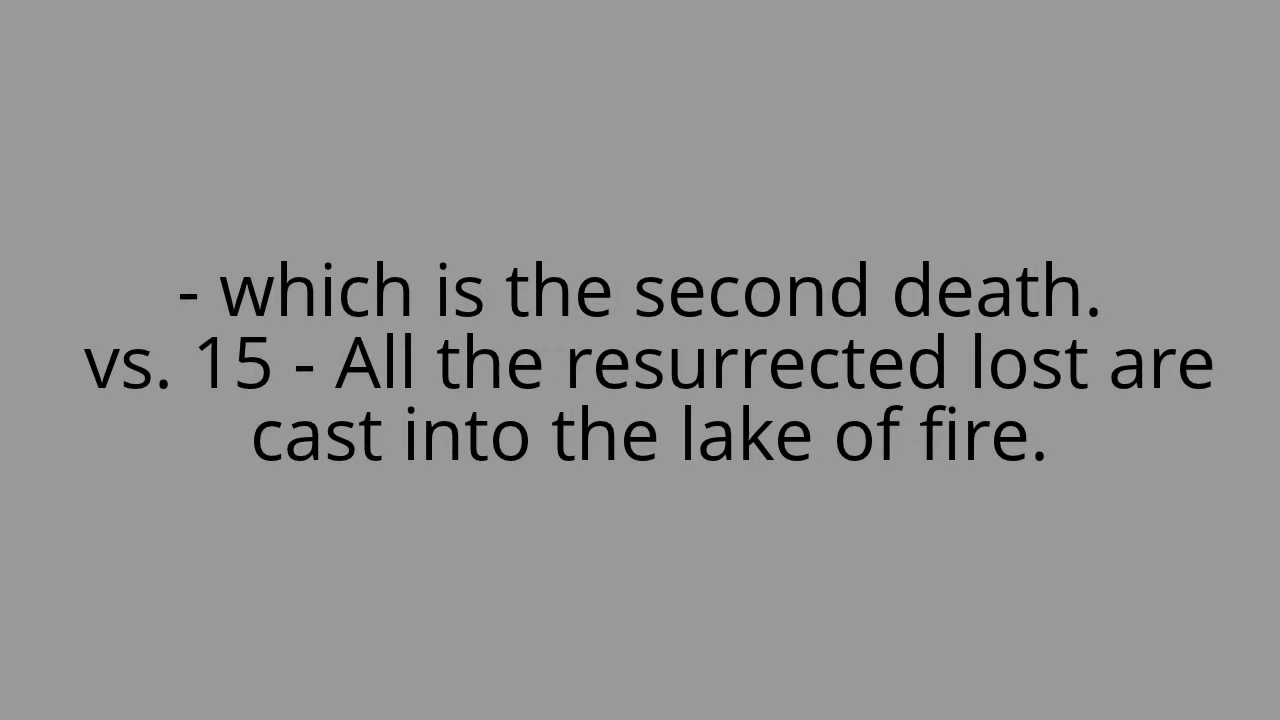 - which is the second death.
vs. 15 - All the resurrected lost are
cast into the lake of fire.